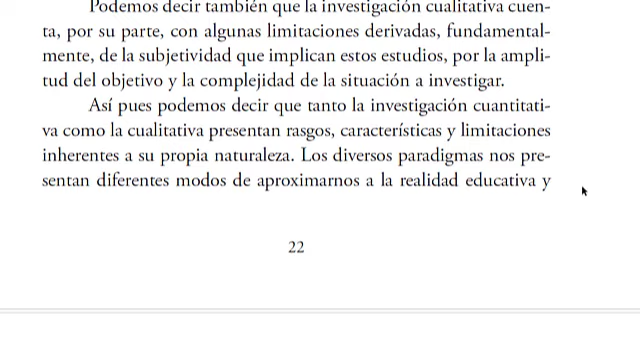 Podemos decir también que la investigación cualitativa cuen-
ta, por su parte, con algunas limitaciones derivadas, fundamental-
mente, de la subjetividad que implican estos estudios, por la ampli-
tud del objetivo y la complejidad de la situación a investigar.
Así pues podemos decir que tanto la investigación cuantitati-
va como la cualitativa presentan rasgos, características y limitaciones
inherentes a su propia naturaleza. Los diversos paradigmas nos pre-
sentan diferentes modos de aproximarnos a la realidad educativa y
22